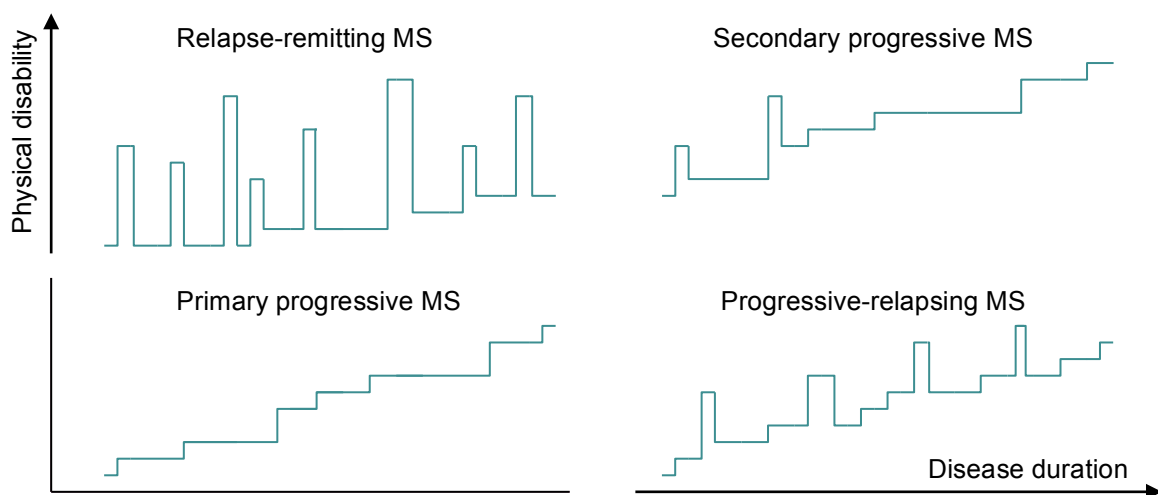 Physical disability
Relapse-remitting MS
Secondary progressive MS
Primary progressive MS
Progressive-relapsing MS
Disease duration